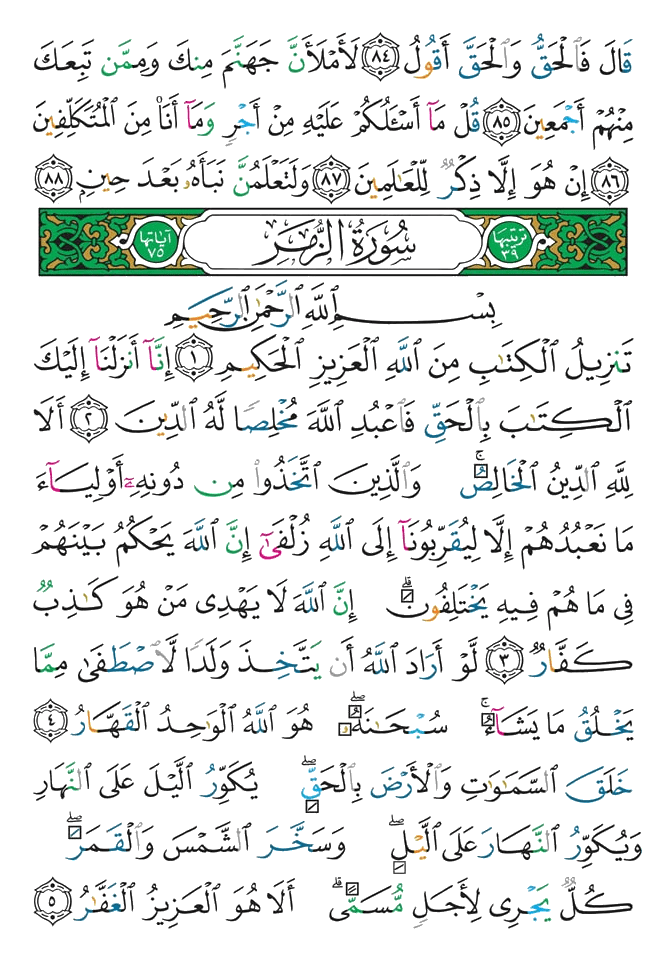 قَالَ فَٱلْحَقُّ وَٱلْحَقَّ أَقُولُ ٨٤ لَأَمْلَأَنَّ جَهَنَّمَ مِنكَ وَمِمَّن تَبِعَكَ
مِنْهُمْ أَجْمَعِينَ ٨٥ قُلْ مَآ أَسْـَٔلُكُمْ عَلَيْهِ مِنْ أَجْرٍ وَمَآ أَنَا۠ مِنَ ٱلْمُتَكَلِّفِينَ
٨٦ إِنْ هُوَ إِلَّا ذِكْرٌ لِّلْعَـٰلَمِينَ ٨٧ وَلَتَعْلَمُنَّ نَبَأَهُۥ بَعْدَ حِينٍ ٨٨
ترتيبها ٣٩ سُورَةُ الزُّمَرِ آياتها ٧٥
بِسْمِ ٱللَّهِ ٱلرَّحْمَـٰنِ ٱلرَّحِيمِ
تَنزِيلُ ٱلْكِتَـٰبِ مِنَ ٱللَّهِ ٱلْعَزِيزِ ٱلْحَكِيمِ ١ إِنَّآ أَنزَلْنَآ إِلَيْكَ
ٱلْكِتَـٰبَ بِٱلْحَقِّ فَٱعْبُدِ ٱللَّهَ مُخْلِصًا لَّهُ ٱلدِّينَ ٢ أَلَا
لِلَّهِ ٱلدِّينُ ٱلْخَالِصُ ۚ وَٱلَّذِينَ ٱتَّخَذُوا۟ مِن دُونِهِۦٓ أَوْلِيَآءَ
مَا نَعْبُدُهُمْ إِلَّا لِيُقَرِّبُونَآ إِلَى ٱللَّهِ زُلْفَىٰٓ إِنَّ ٱللَّهَ يَحْكُمُ بَيْنَهُمْ
فِى مَا هُمْ فِيهِ يَخْتَلِفُونَ ۗ إِنَّ ٱللَّهَ لَا يَهْدِى مَنْ هُوَ كَـٰذِبٌ
كَفَّارٌ ٣ لَّوْ أَرَادَ ٱللَّهُ أَن يَتَّخِذَ وَلَدًا لَّٱصْطَفَىٰ مِمَّا
يَخْلُقُ مَا يَشَآءُ ۚ سُبْحَـٰنَهُۥ ۖ هُوَ ٱللَّهُ ٱلْوَٰحِدُ ٱلْقَهَّارُ ٤
خَلَقَ ٱلسَّمَـٰوَٰتِ وَٱلْأَرْضَ بِٱلْحَقِّ ۖ يُكَوِّرُ ٱلَّيْلَ عَلَى ٱلنَّهَارِ
وَيُكَوِّرُ ٱلنَّهَارَ عَلَى ٱلَّيْلِ ۖ وَسَخَّرَ ٱلشَّمْسَ وَٱلْقَمَرَ ۖ
كُلٌّ يَجْرِى لِأَجَلٍ مُّسَمًّى ۗ أَلَا هُوَ ٱلْعَزِيزُ ٱلْغَفَّـٰرُ ٥